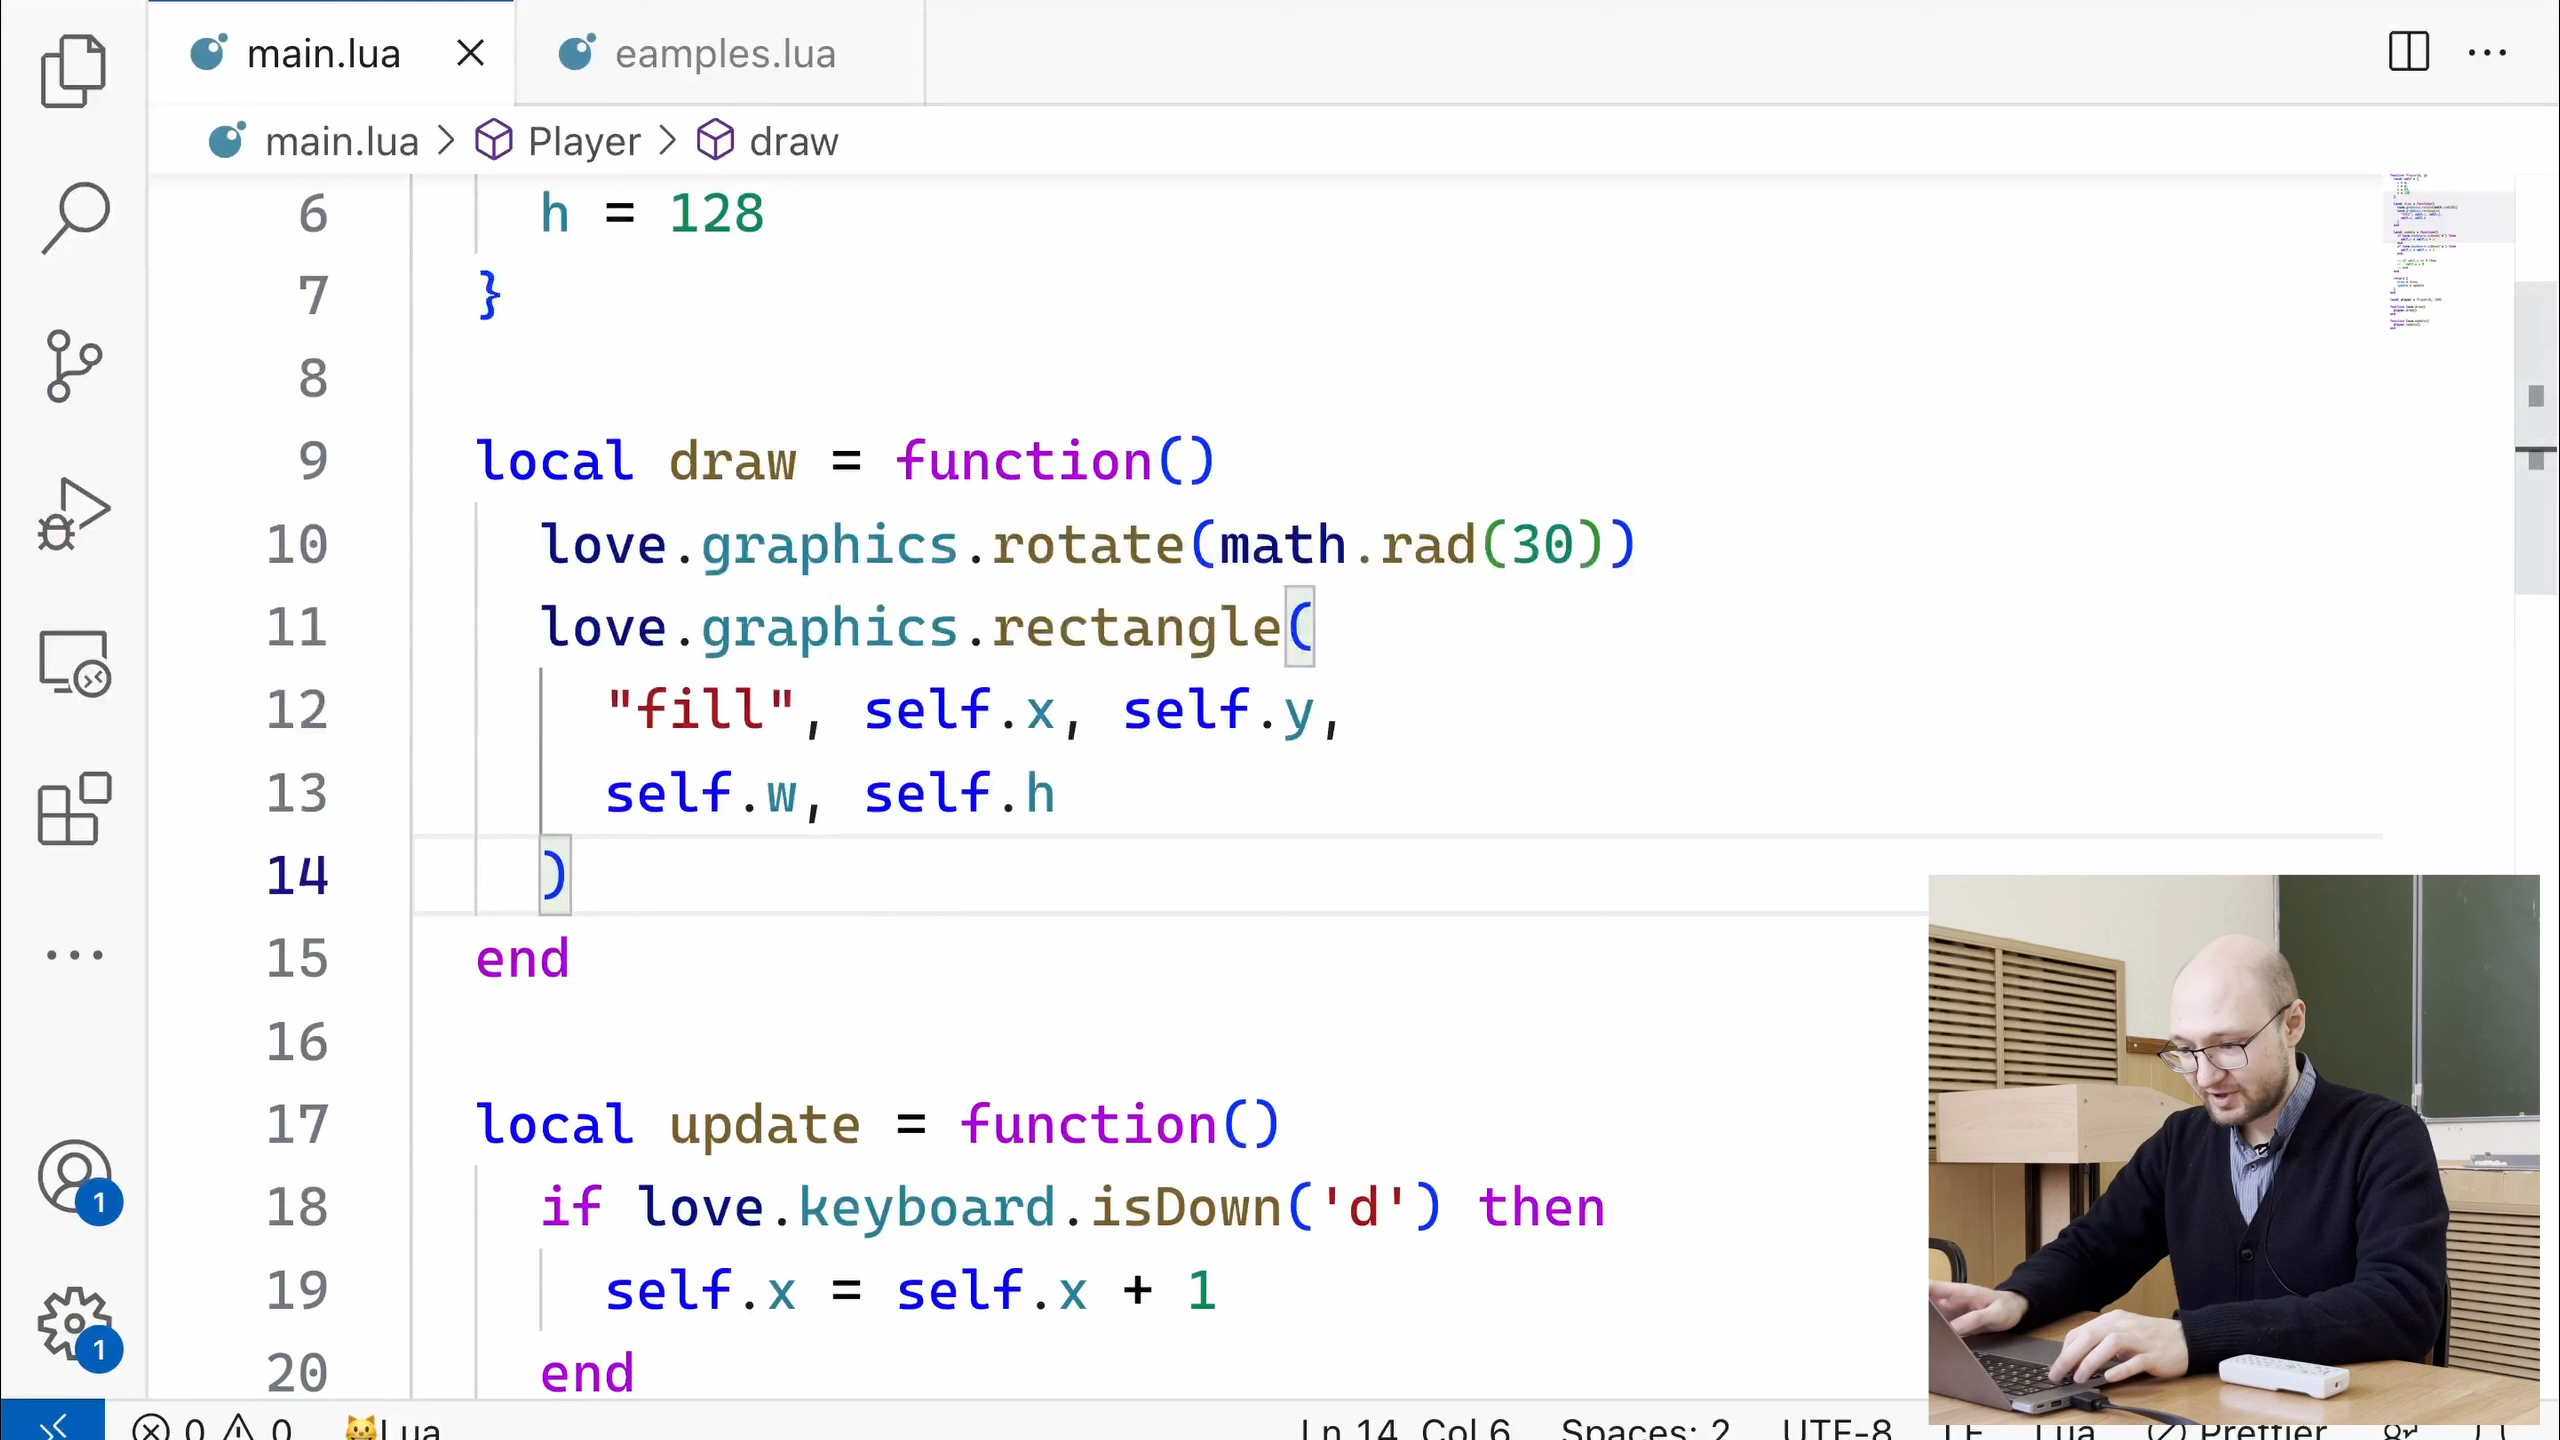 main.lua
eamples.lua
main.lua > Player > draw
6 h = 128
7 }
8
9 local draw = function()
10 love.graphics.rotate(math.rad(30))
11 love.graphics.rectangle(
12 "fill", self.x, self.y,
13 self.w, self.h
14 )
15 end
16
17 local update = function()
18 if love.keyboard.isDown('d') then
19 self.x = self.x + 1
20 end
1
1
0 0 Lua Ln 14, Col 6 Spaces: 2 UTF-8 LF Lua Prettier